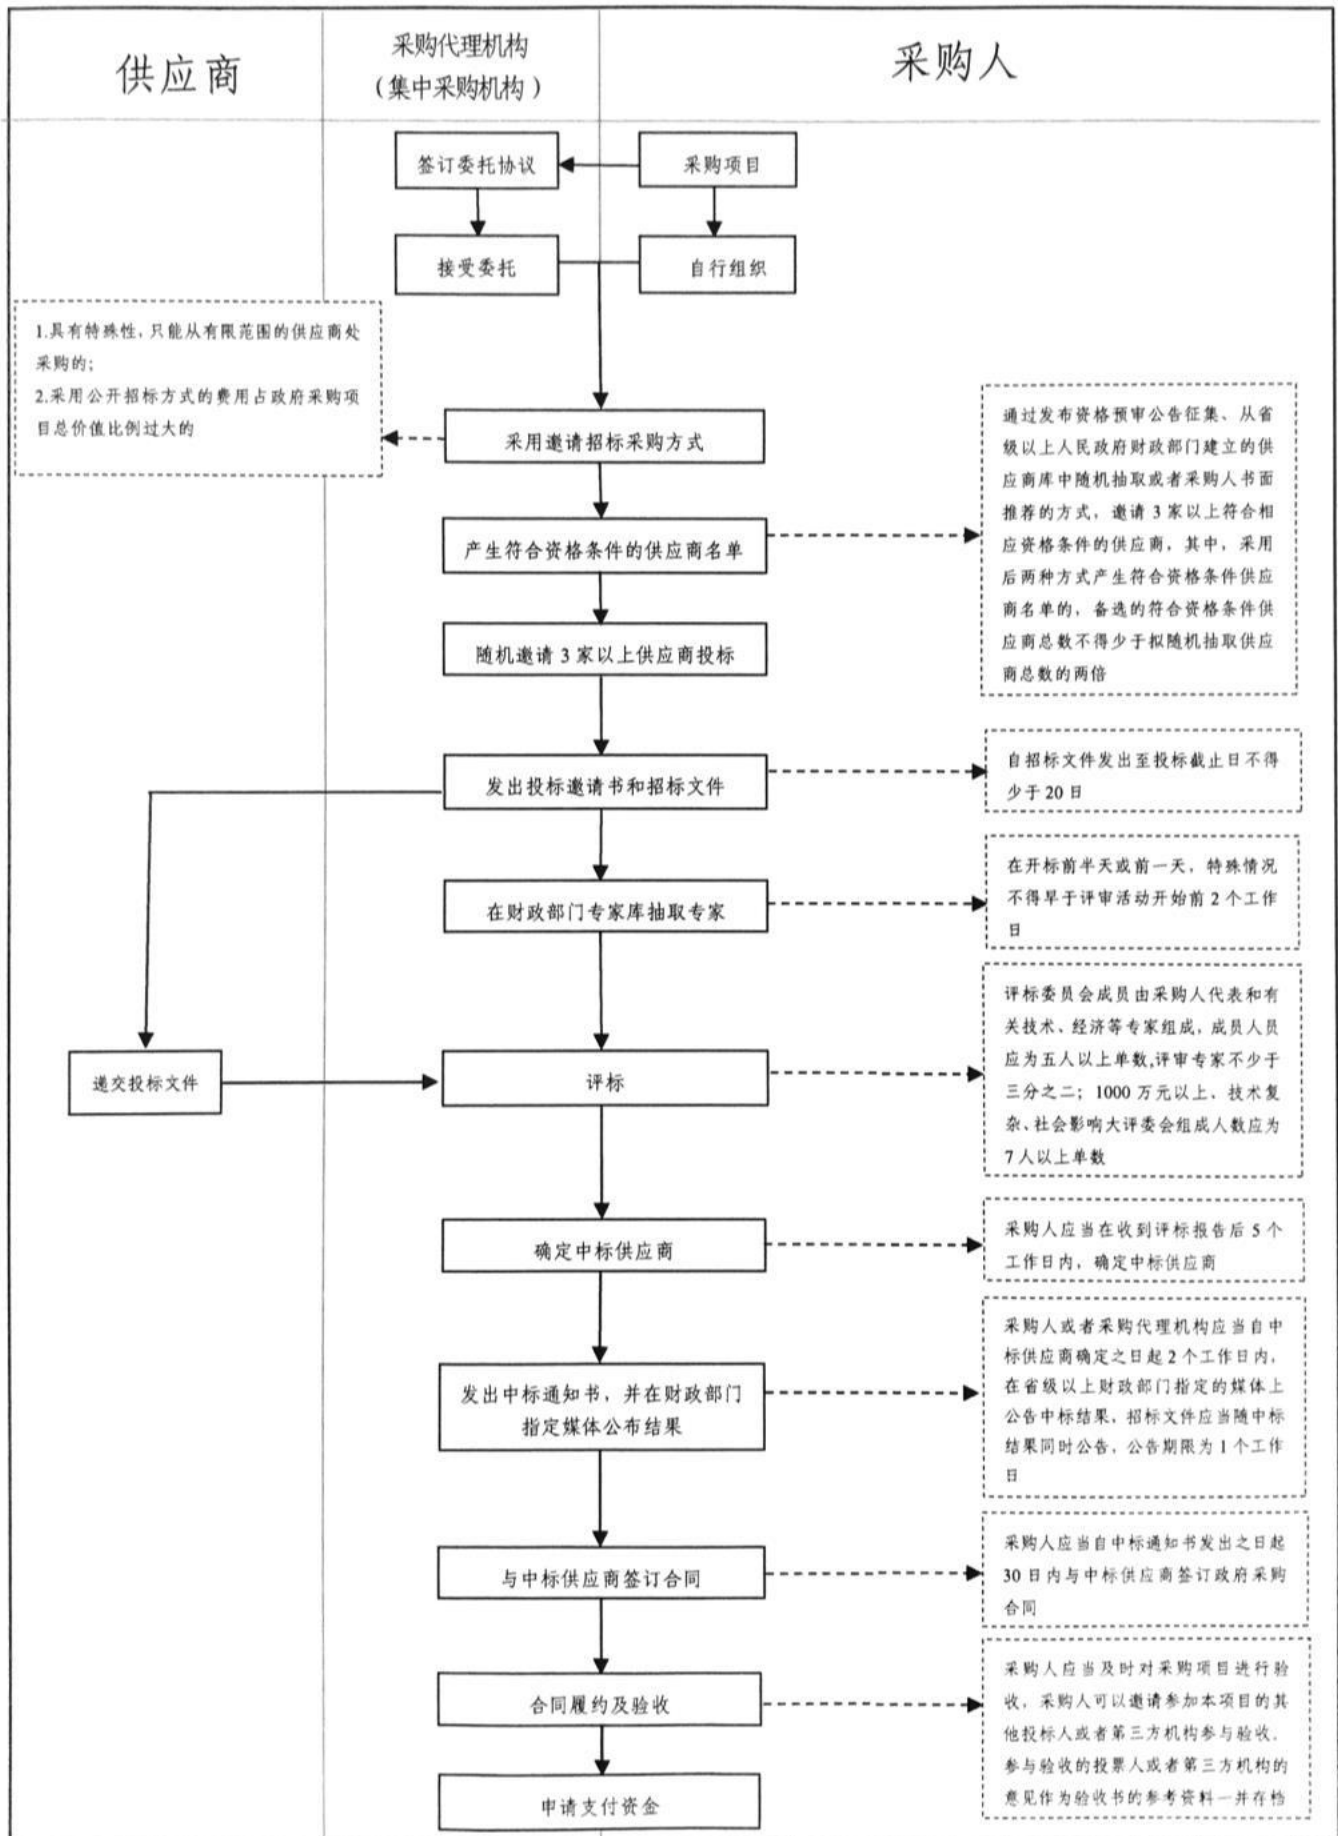 供应商
采购代理机构
（集中采购机构）
采购人
签订委托协议
采购项目
接受委托
自行组织
1.具有特殊性，只能从有限范围的供应商处
采购的；
2.采用公开招标方式的费用占政府采购项
目总价值比例过大的
采用邀请招标采购方式
产生符合资格条件的供应商名单
通过发布资格预审公告征集、从省
级以上人民政府财政部门建立的供
应商库中随机抽取或者采购人书面
推荐的方式，邀请 3 家以上符合相
应资格条件的供应商，其中，采用
后两种方式产生符合资格条件供应
商名单的，备选的符合资格条件供
应商总数不得少于拟随机抽取供应
商总数的两倍
随机邀请 3 家以上供应商投标
发出投标邀请书和招标文件
自招标文件发出至投标截止日不得
少于 20 日
在财政部门专家库抽取专家
在开标前半天或前一天，特殊情况
不得早于评审活动开始前 2 个工作
日
递交投标文件
评标
评标委员会成员由采购人代表和有
关技术、经济等专家组成，成员人员
应为五人以上单数,评审专家不少于
三分之二；1000 万元以上、技术复
杂、社会影响大评委会组成人数应为
7 人以上单数
确定中标供应商
采购人应当在收到评标报告后 5 个
工作日内，确定中标供应商
发出中标通知书，并在财政部门
指定媒体公布结果
采购人或者采购代理机构应当自中
标供应商确定之日起 2 个工作日内，
在省级以上财政部门指定的媒体上
公告中标结果，招标文件应当随中标
结果同时公告，公告期限为 1 个工作
日
与中标供应商签订合同
采购人应当自中标通知书发出之日起
30 日内与中标供应商签订政府采购
合同
合同履约及验收
采购人应当及时对采购项目进行验
收，采购人可以邀请参加本项目的其
他投标人或者第三方机构参与验收，
参与验收的投票人或者第三方机构的
意见作为验收书的参考资料一并存档
申请支付资金